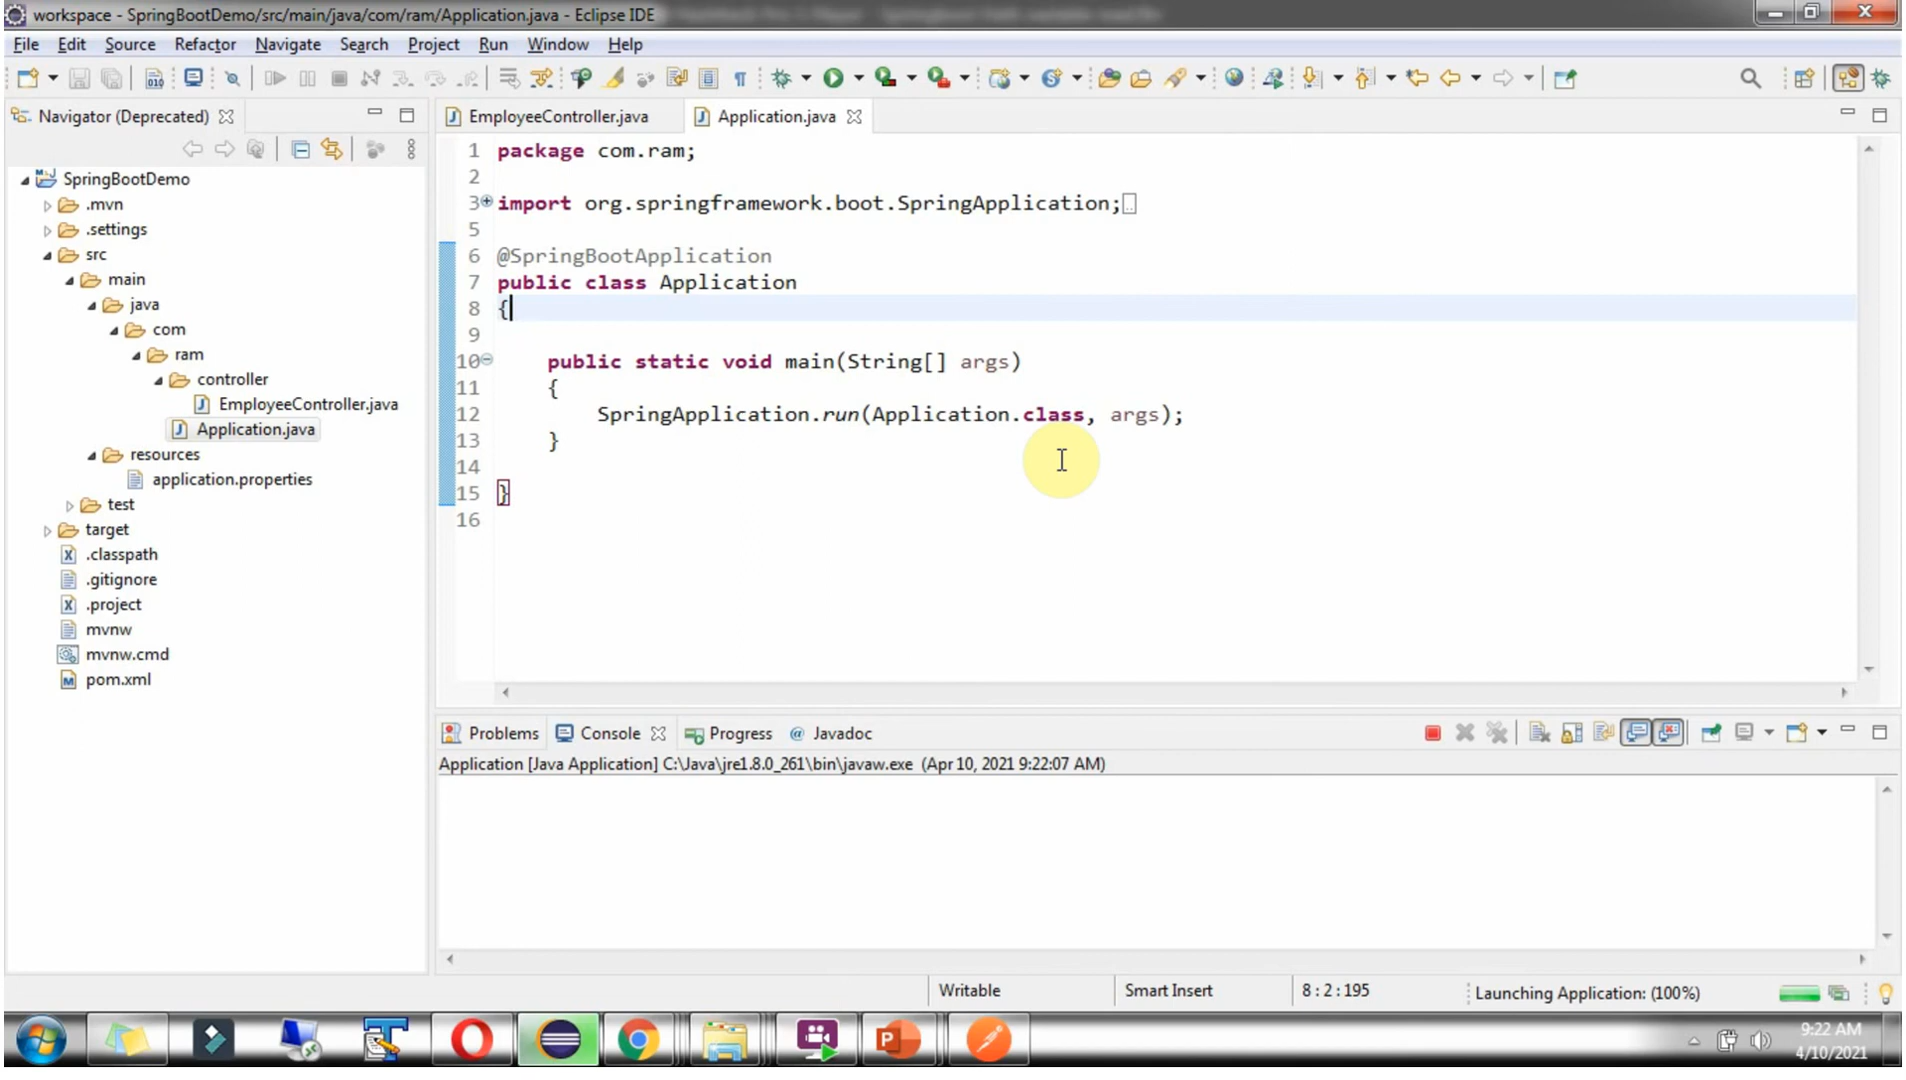 workspace - SpringBootDemo/src/main/java/com/ram/Application.java - Eclipse IDE
File Edit Source Refactor Navigate Search Project Run Window Help
Navigator (Deprecated)
SpringBootDemo
.mvn
.settings
src
main
java
com
ram
controller
EmployeeController.java
Application.java
resources
application.properties
test
target
.classpath
.gitignore
.project
mvnw
mvnw.cmd
pom.xml
EmployeeController.java Application.java
1 package com.ram;
2
3 import org.springframework.boot.SpringApplication;
5
6 @SpringBootApplication
7 public class Application
8 {
9
10 public static void main(String[] args)
11 {
12 SpringApplication.run(Application.class, args);
13 }
14
15 }
16
Problems Console Progress @ Javadoc
Application [Java Application] C:\Java\jre1.8.0_261\bin\javaw.exe (Apr 10, 2021 9:22:07 AM)
Writable Smart Insert 8 : 2 : 195 Launching Application: (100%)
9:22 AM
4/10/2021